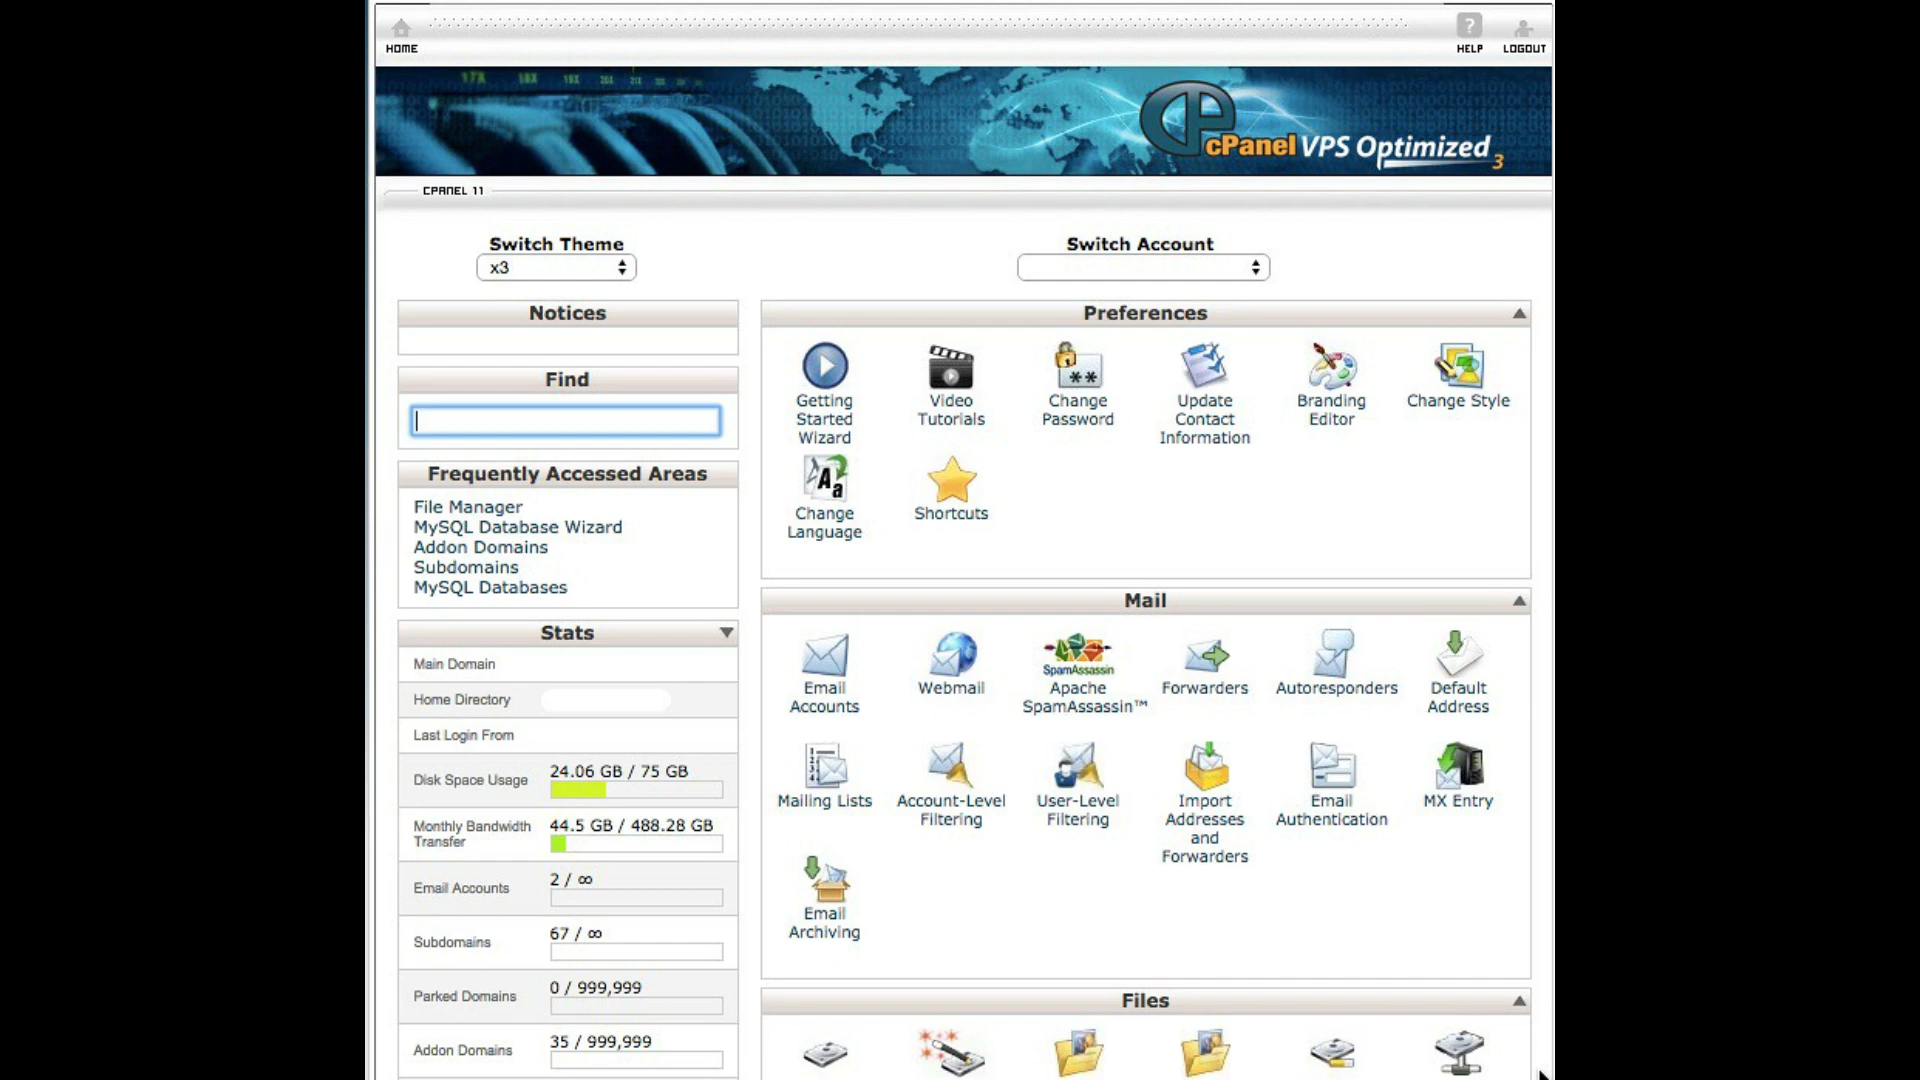 HOME
HELP
LOGOUT
17X 18X 19X 20X 21X
cPanel VPS Optimized 3
CPANEL 11
Switch Theme
x3
Switch Account
Notices
Find
Frequently Accessed Areas
File Manager
MySQL Database Wizard
Addon Domains
Subdomains
MySQL Databases
Stats
Main Domain
Home Directory
Last Login From
Disk Space Usage
24.06 GB / 75 GB
Monthly Bandwidth
Transfer
44.5 GB / 488.28 GB
Email Accounts
2 / ∞
Subdomains
67 / ∞
Parked Domains
0 / 999,999
Addon Domains
35 / 999,999
Preferences
Getting
Started
Wizard
Video
Tutorials
Change
Password
Update
Contact
Information
Branding
Editor
Change Style
Change
Language
Shortcuts
Mail
Email
Accounts
Webmail
SpamAssassin
Apache
SpamAssassin™
Forwarders
Autoresponders
Default
Address
Mailing Lists
Account-Level
Filtering
User-Level
Filtering
Import
Addresses
and
Forwarders
Email
Authentication
MX Entry
Email
Archiving
Files